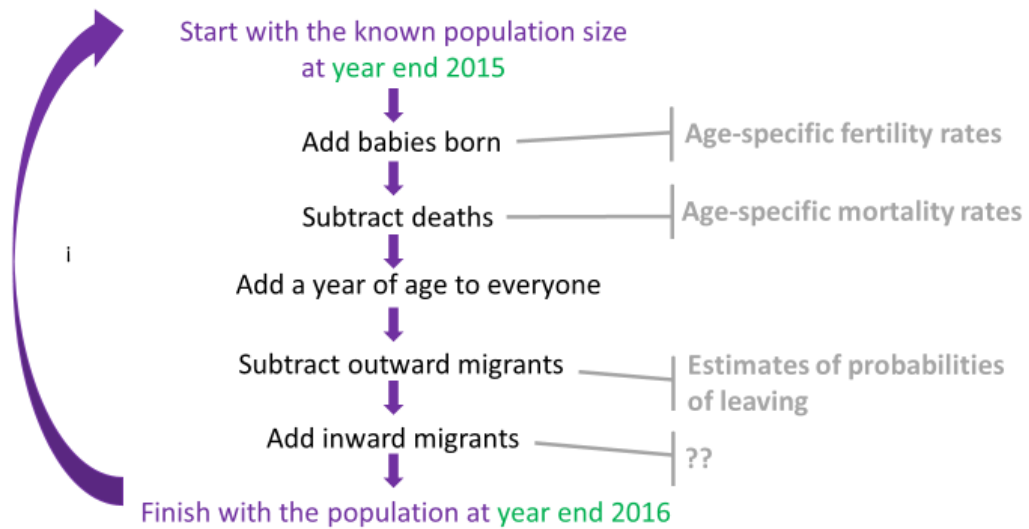 Start with the known population size
at year end 2015
Add babies born
Age-specific fertility rates
Subtract deaths
Age-specific mortality rates
i
Add a year of age to everyone
Subtract outward migrants
Estimates of probabilities
of leaving
Add inward migrants
??
Finish with the population at year end 2016